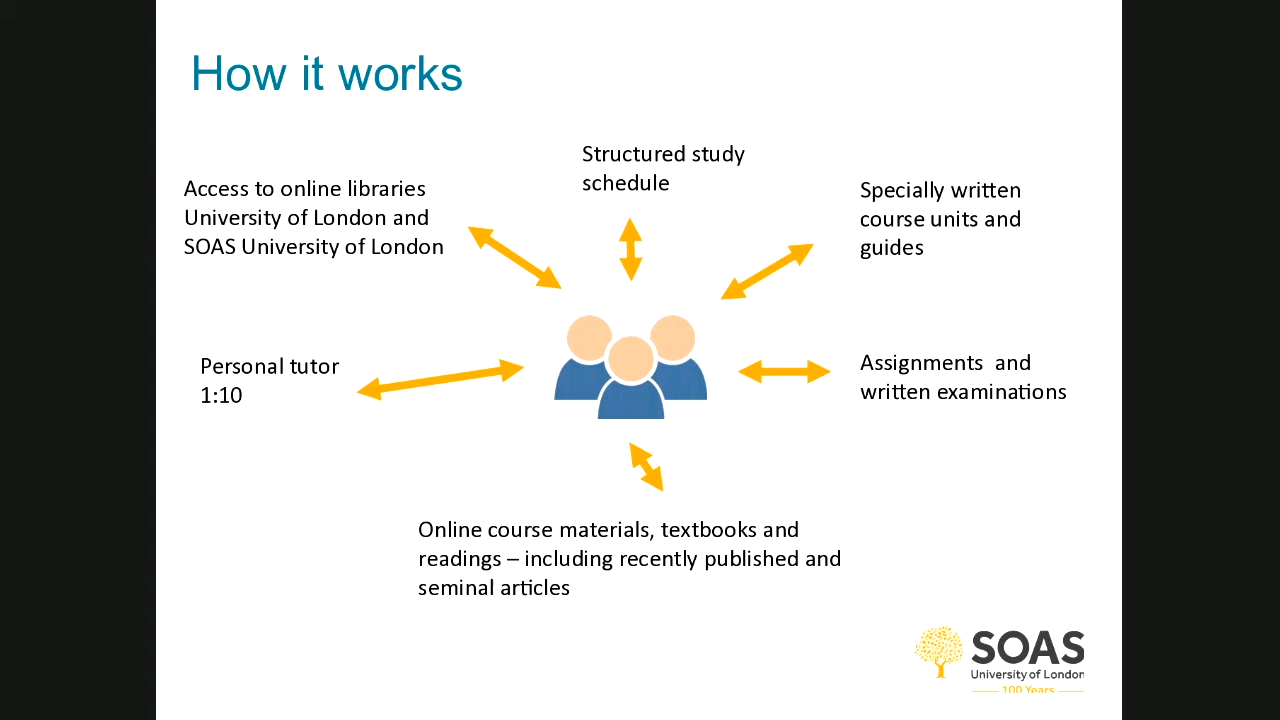 How it works
Structured study
schedule
Access to online libraries
University of London and
SOAS University of London
Specially written
course units and
guides
Personal tutor
1:10
Assignments  and
written examinations
Online course materials, textbooks and
readings – including recently published and
seminal articles
SOAS
University of London
100 Years